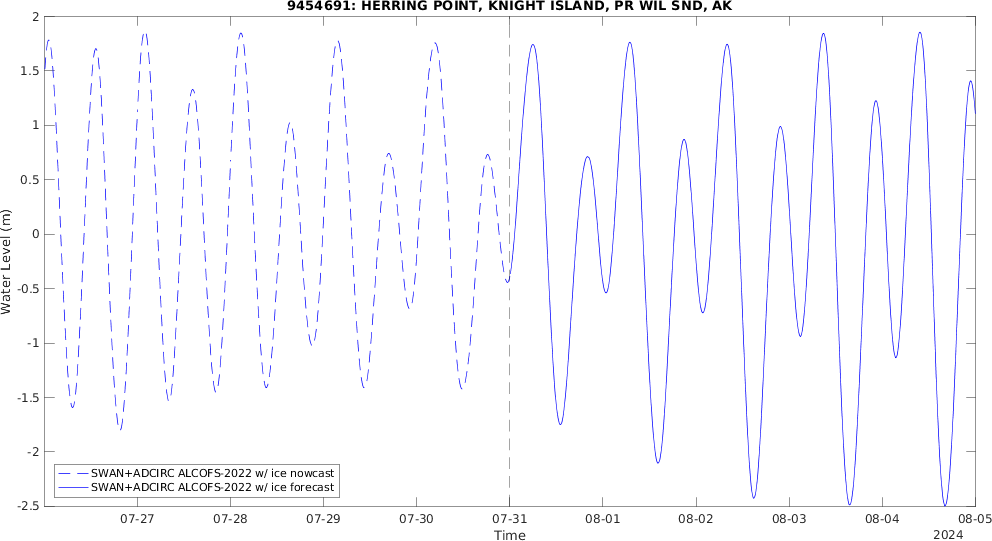 9454691: HERRING POINT, KNIGHT ISLAND, PR WIL SND, AK
2
1.5
1
0.5
0
-0.5
-1
-1.5
-2
-2.5
Water Level (m)
SWAN+ADCIRC ALCOFS-2022 w/ ice nowcast
SWAN+ADCIRC ALCOFS-2022 w/ ice forecast
07-27 07-28 07-29 07-30 07-31 08-01 08-02 08-03 08-04 08-05
Time
2024